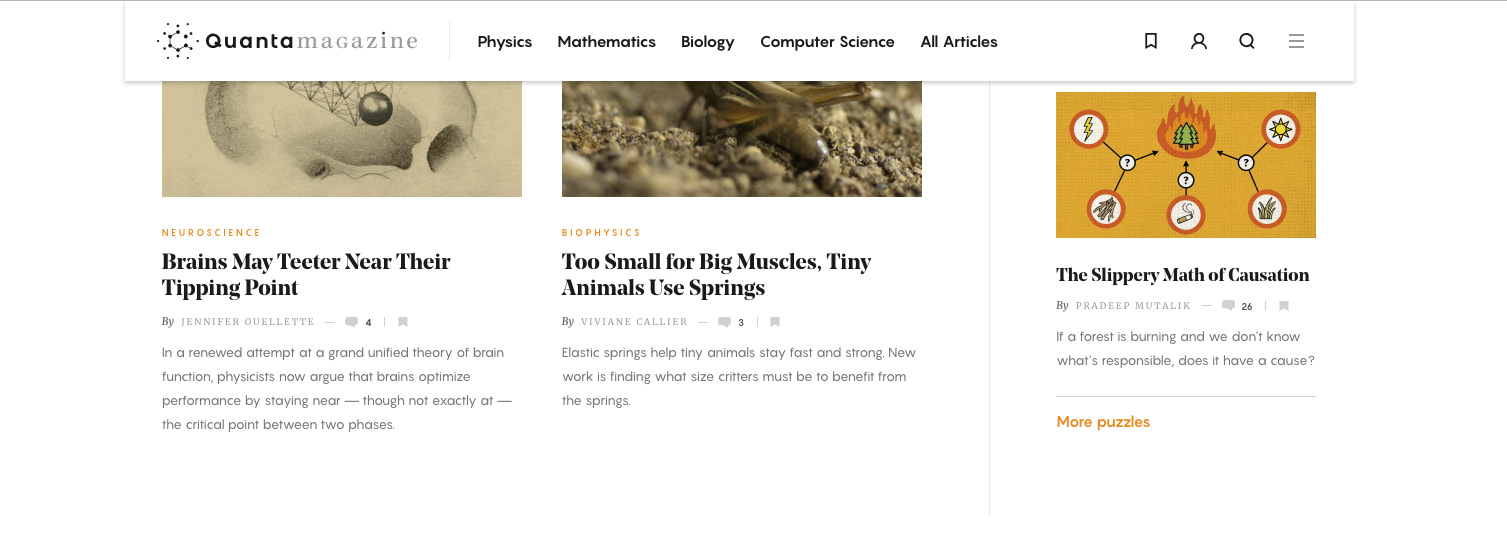 Quanta magazine
Physics Mathematics Biology Computer Science All Articles
NEUROSCIENCE
Brains May Teeter Near Their
Tipping Point
By JENNIFER OUELLETTE — 4
In a renewed attempt at a grand unified theory of brain
function, physicists now argue that brains optimize
performance by staying near — though not exactly at —
the critical point between two phases.
BIOPHYSICS
Too Small for Big Muscles, Tiny
Animals Use Springs
By VIVIANE CALLIER — 3
Elastic springs help tiny animals stay fast and strong. New
work is finding what size critters must be to benefit from
the springs.
?
?
?
The Slippery Math of Causation
By PRADEEP MUTALIK — 26
If a forest is burning and we don’t know
what’s responsible, does it have a cause?
More puzzles